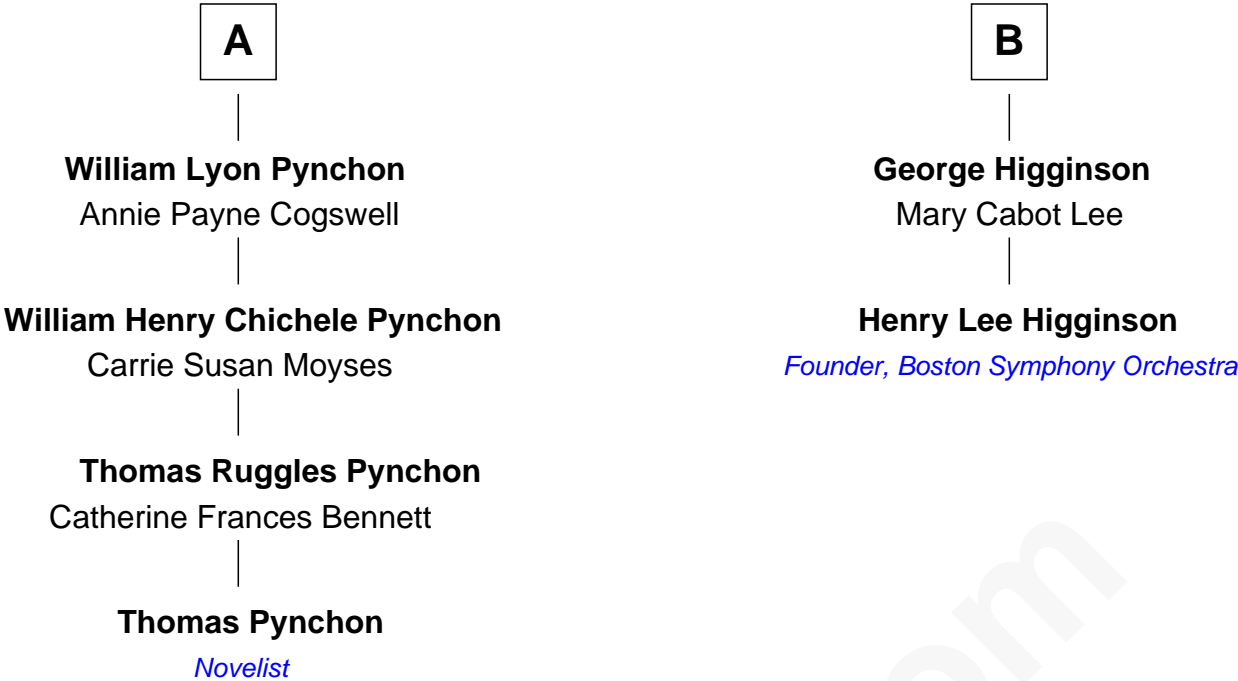 A
William Lyon Pynchon
Annie Payne Cogswell
William Henry Chichele Pynchon
Carrie Susan Moyses
Thomas Ruggles Pynchon
Catherine Frances Bennett
Thomas Pynchon
Novelist
B
George Higginson
Mary Cabot Lee
Henry Lee Higginson
Founder, Boston Symphony Orchestra
om